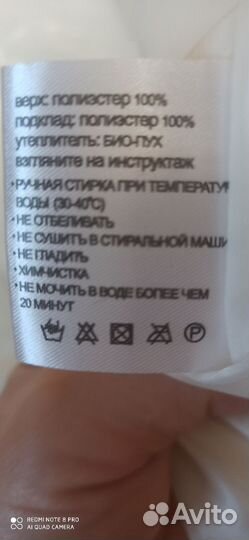 верх: полиэстер 100%
подклад: полиэстер 100%
утеплитель: БИО-ПУХ
взгляните на инструктаж
• РУЧНАЯ СТИРКА ПРИ ТЕМПЕРАТУ
ВОДЫ (30-40°C)
• НЕ ОТБЕЛИВАТЬ
• НЕ СУШИТЬ В СТИРАЛЬНОЙ МАШИ
• НЕ ГЛАДИТЬ
• ХИМЧИСТКА
• НЕ МОЧИТЬ В ВОДЕ БОЛЕЕ ЧЕМ
20 МИНУТ
P
REDMI NOTE 8 PRO
AI QUAD CAMERA
Avito